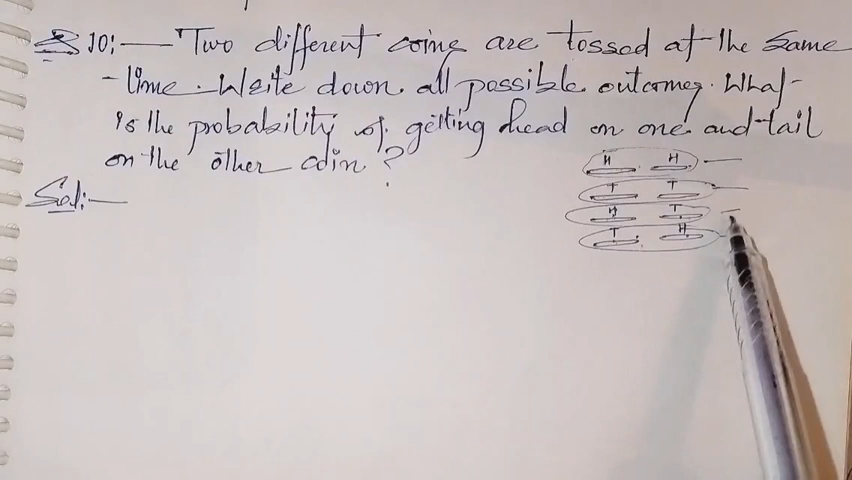 10:— Two different coins are tossed at the same
time. Write down all possible outcomes. What
is the probability of getting head on one and tail
on the other coin?
H H
Sol:—
T T
H T
T H